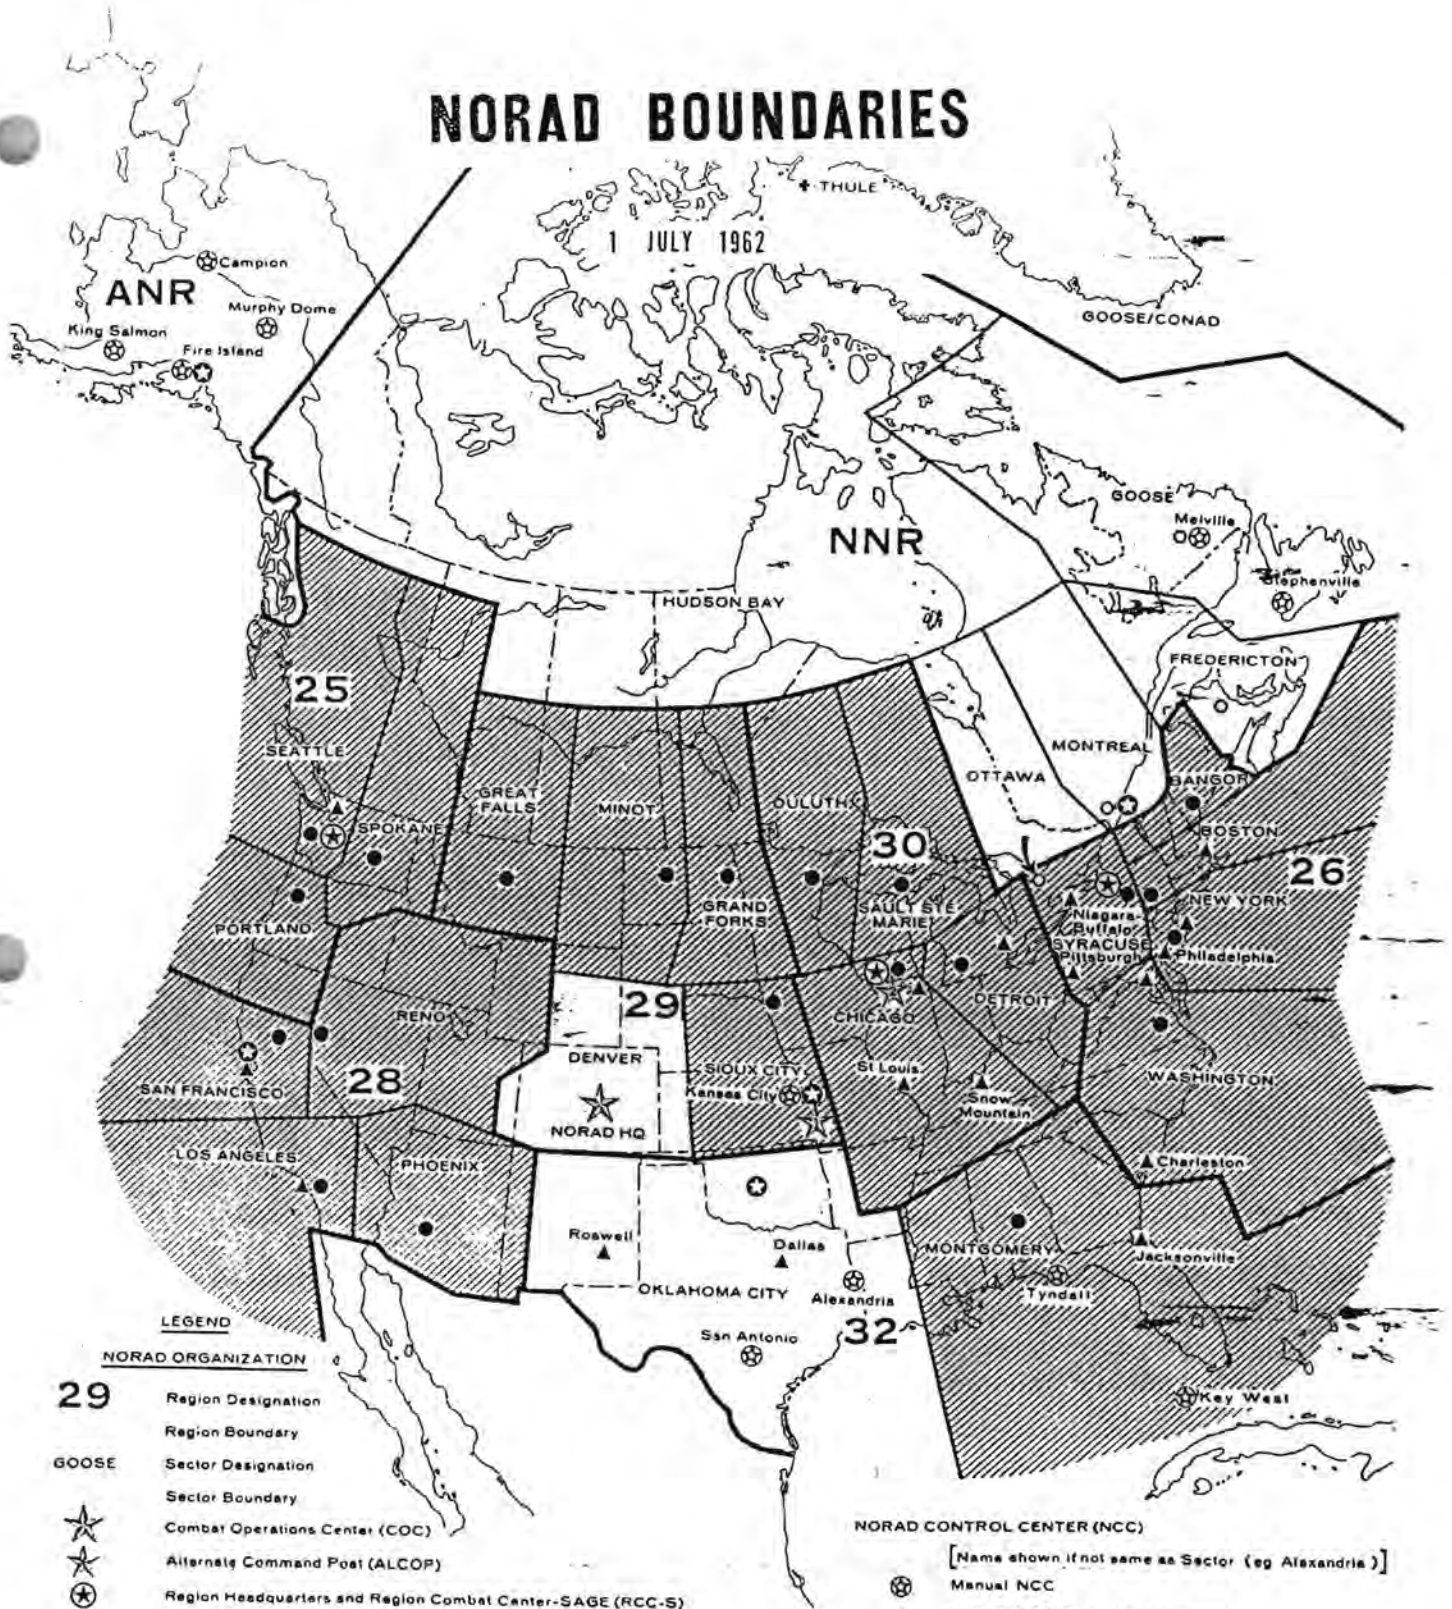 NORAD BOUNDARIES
THULE
1 JULY 1962
Campion
ANR
Murphy Dome
King Salmon
Fire Island
GOOSE/CONAD
GOOSE
Melville
NNR
Stephenville
HUDSON BAY
FREDERICTON
25
SEATTLE
MONTREAL
OTTAWA
BANGOR
GREAT
FALLS
MINOT
DULUTH
SPOKANE
30
BOSTON
26
GRAND
FORKS
SAULT STE
MARIE
NEW YORK
Niagara-
Buffalo
PORTLAND
SYRACUSE
Pittsburgh
Philadelphia
RENO
29
CHICAGO
DETROIT
DENVER
SIOUX CITY
St Louis
28
WASHINGTON
SAN FRANCISCO
Kansas City
Snow
Mountain
NORAD HQ
LOS ANGELES
PHOENIX
Charleston
Roswell
Dallas
MONTGOMERY
Jacksonville
OKLAHOMA CITY
Alexandria
Tyndall
San Antonio
32
Key West
LEGEND
NORAD ORGANIZATION
29 Region Designation
Region Boundary
GOOSE Sector Designation
Sector Boundary
Combat Operations Center (COC)
Alternate Command Post (ALCOP)
Region Headquarters and Region Combat Center-SAGE (RCC-S)
NORAD CONTROL CENTER (NCC)
[Name shown if not same as Sector (eg Alexandria)]
Manual NCC